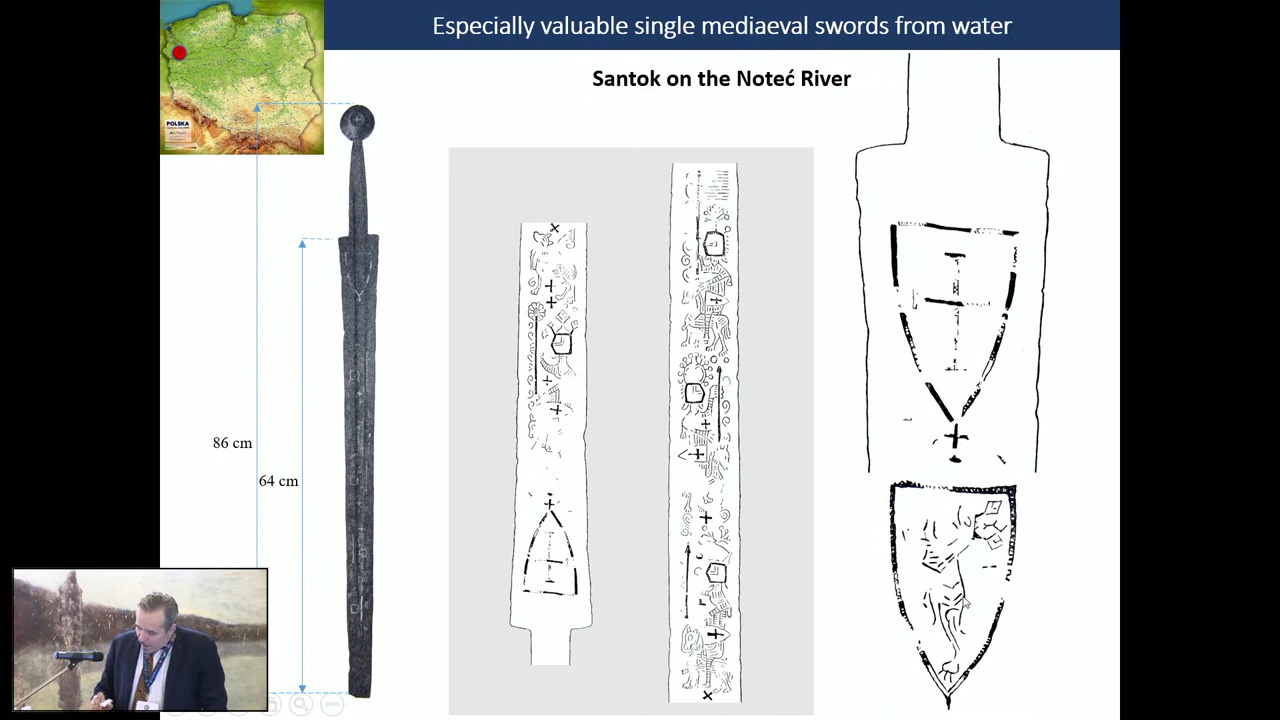 Especially valuable single mediaeval swords from water
Santok on the Noteć River
POLSKA
86 cm
64 cm